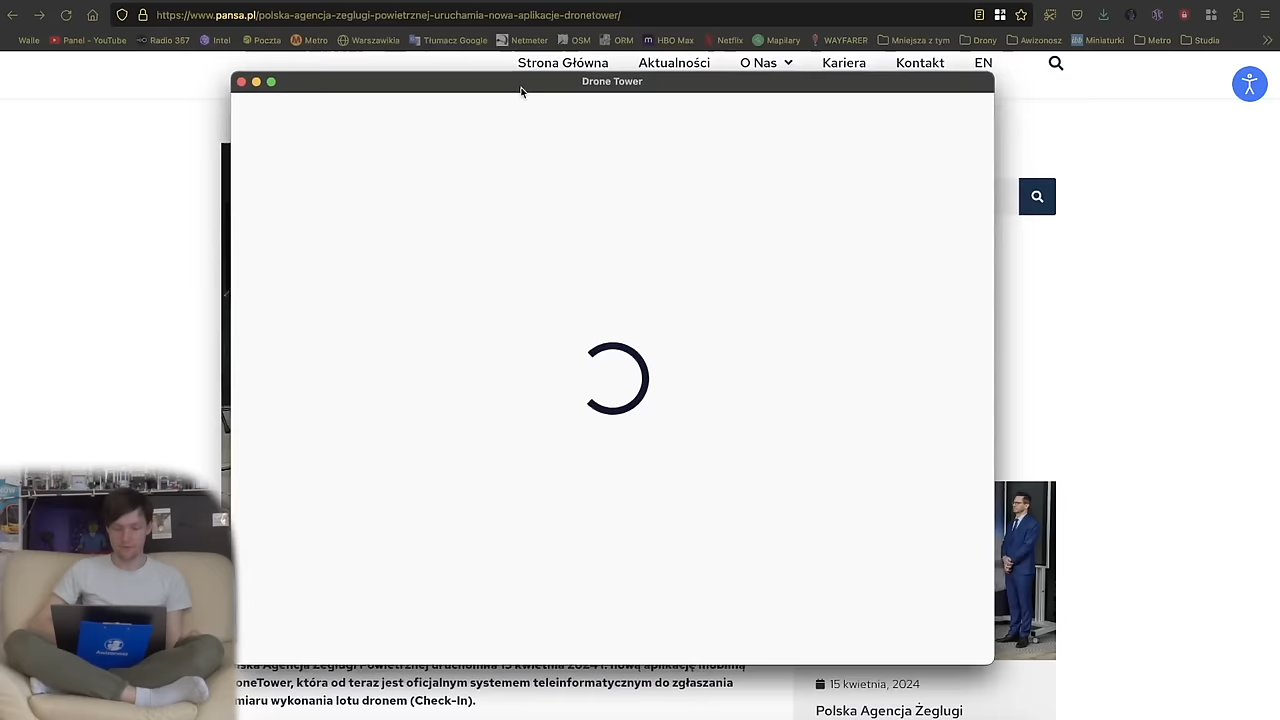 https://www.pansa.pl/polska-agencja-zeglugi-powietrznej-uruchamia-nowa-aplikacje-dronetower/
Walle Panel - YouTube Radio 357 Intel Poczta Metro Warszawikia Tłumacz Google Netmeter OSM ORM HBO Max Netflix Mapilary WAYFARER Mniejsza z tym Drony Awizonosz Miniaturki Metro Studia
Strona Główna Aktualności O Nas Kariera Kontakt EN
Drone Tower
Polska Agencja Żeglugi Powietrznej uruchomiła 15 kwietnia 2024 r. nową aplikację mobilną
oneTower, która od teraz jest oficjalnym systemem teleinformatycznym do zgłaszania
miaru wykonania lotu dronem (Check-In).
15 kwietnia, 2024
Polska Agencja Żeglugi